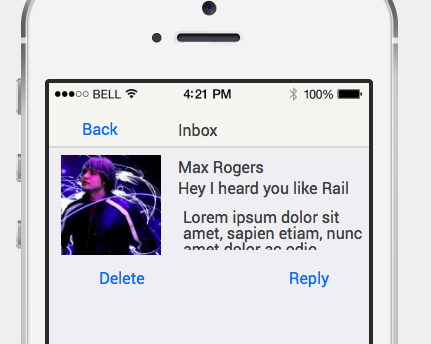 BELL 4:21 PM 100%
Back Inbox
Max Rogers
Hey I heard you like Rail
Lorem ipsum dolor sit
amet, sapien etiam, nunc
amet dolor ac odio
Delete Reply